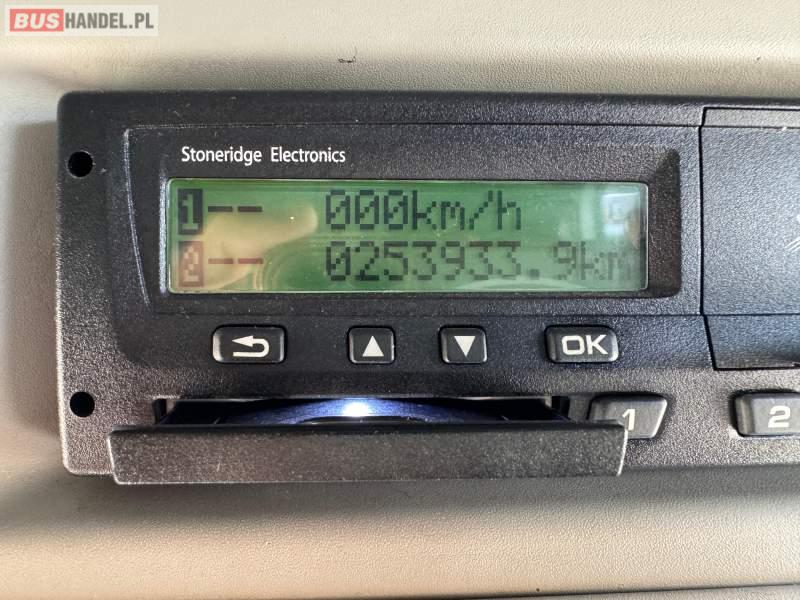 BUSHANDEL.PL
Stoneridge Electronics
1-- 000km/h
2-- 0253933.9km
OK
1
2